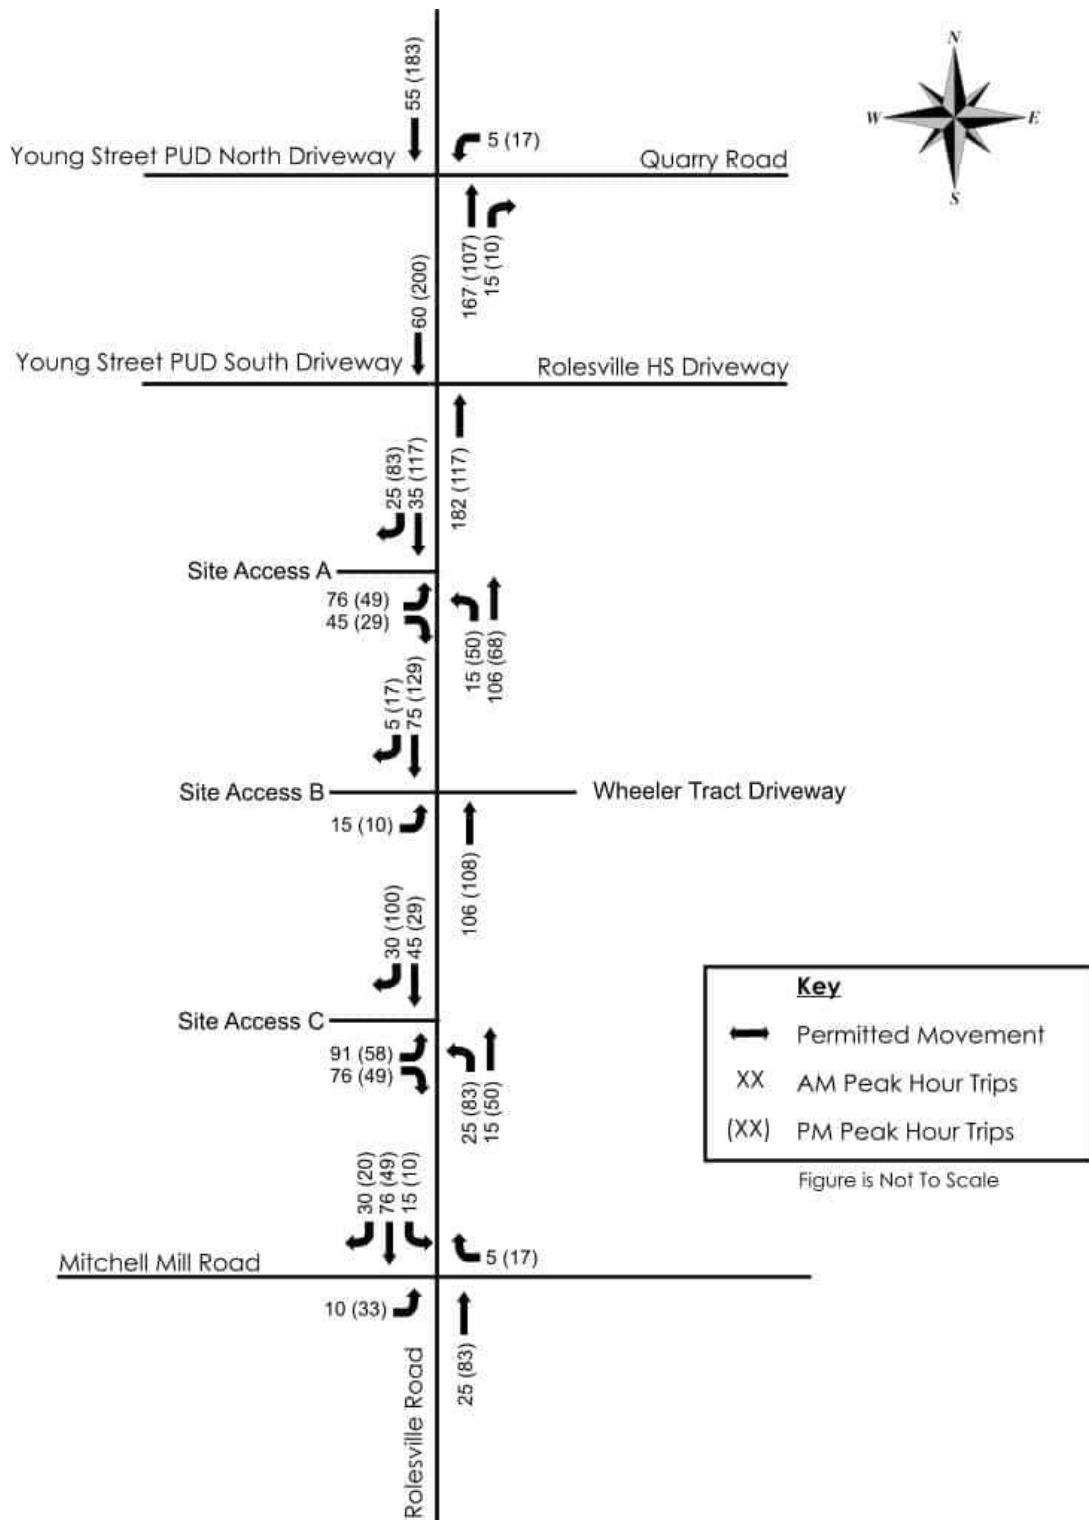 N
W
E
S
55 (183)
5 (17)
Young Street PUD North Driveway
Quarry Road
167 (107)
15 (10)
60 (200)
Young Street PUD South Driveway
Rolesville HS Driveway
25 (83)
35 (117)
182 (117)
Site Access A
76 (49)
45 (29)
15 (50)
106 (68)
5 (17)
75 (129)
Site Access B
Wheeler Tract Driveway
15 (10)
106 (108)
30 (100)
45 (29)
Site Access C
91 (58)
76 (49)
25 (83)
15 (50)
Key
Permitted Movement
XX AM Peak Hour Trips
(XX) PM Peak Hour Trips
Figure is Not To Scale
30 (20)
76 (49)
15 (10)
5 (17)
Mitchell Mill Road
10 (33)
25 (83)
Rolesville Road